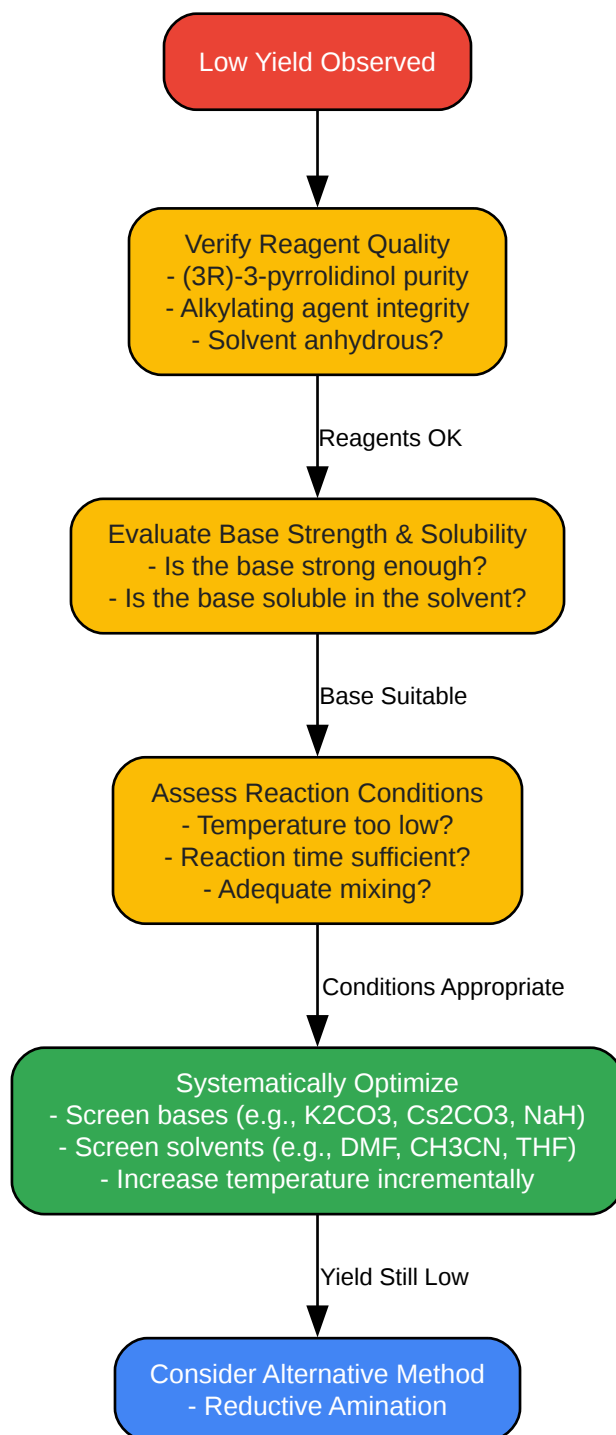 Low Yield Observed
Verify Reagent Quality
- (3R)-3-pyrrolidinol purity
- Alkylating agent integrity
- Solvent anhydrous?
Reagents OK
Evaluate Base Strength & Solubility
- Is the base strong enough?
- Is the base soluble in the solvent?
Base Suitable
Assess Reaction Conditions
- Temperature too low?
- Reaction time sufficient?
- Adequate mixing?
Conditions Appropriate
Systematically Optimize
- Screen bases (e.g., K2CO3, Cs2CO3, NaH)
- Screen solvents (e.g., DMF, CH3CN, THF)
- Increase temperature incrementally
Yield Still Low
Consider Alternative Method
- Reductive Amination